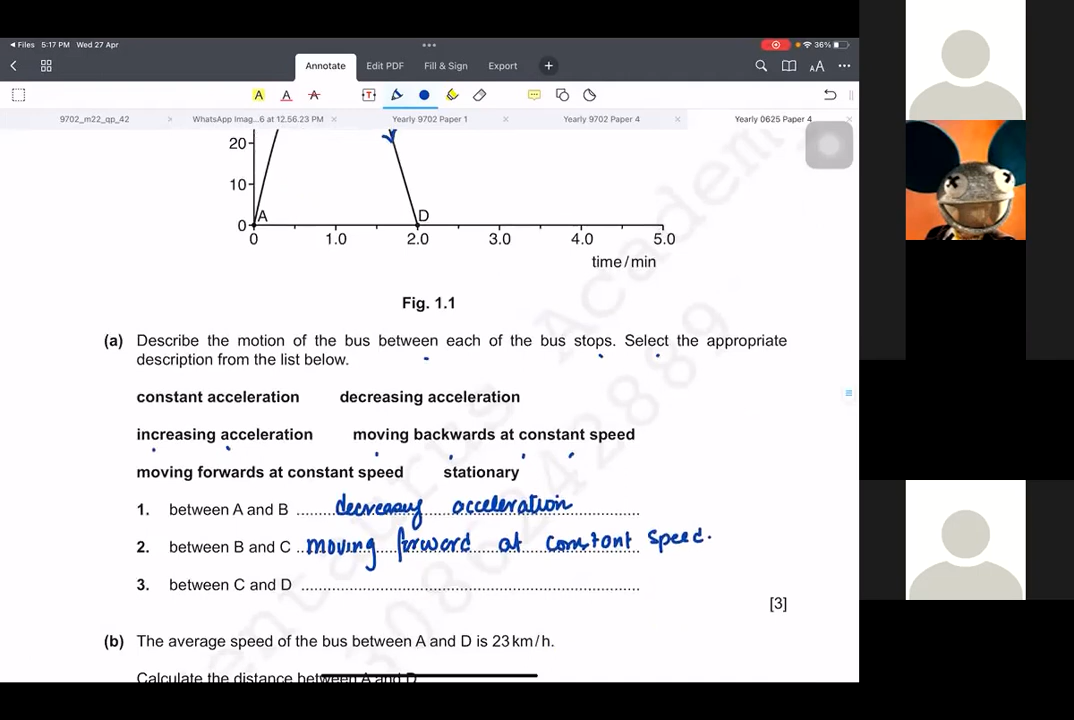 Files 5:17 PM Wed 27 Apr 36%
Annotate Edit PDF Fill & Sign Export
9702_m22_qp_42 WhatsApp Imag...6 at 12.56.23 PM Yearly 9702 Paper 1 Yearly 9702 Paper 4 Yearly 0625 Paper 4
20
10
0
A D
0 1.0 2.0 3.0 4.0 5.0
time / min
Fig. 1.1
(a) Describe the motion of the bus between each of the bus stops. Select the appropriate
description from the list below.
constant acceleration decreasing acceleration
increasing acceleration moving backwards at constant speed
moving forwards at constant speed stationary
1. between A and B decreasing acceleration
2. between B and C moving forward at constant speed.
3. between C and D
[3]
(b) The average speed of the bus between A and D is 23 km / h.
Calculate the distance between A and D
Academ